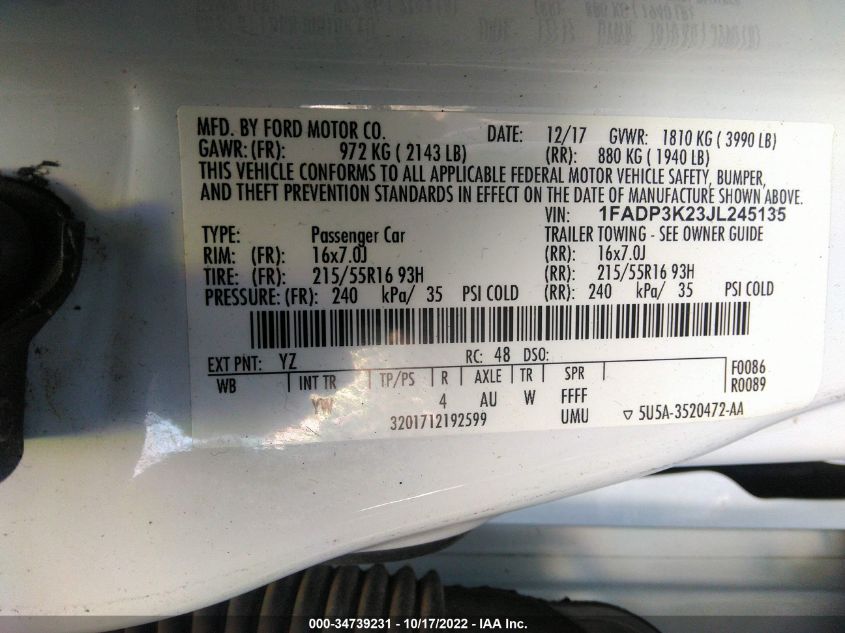 MFD. BY FORD MOTOR CO. DATE: 12/17 GVWR: 1810 KG ( 3990 LB)
GAWR: (FR): 972 KG ( 2143 LB) (RR): 880 KG ( 1940 LB)
THIS VEHICLE CONFORMS TO ALL APPLICABLE FEDERAL MOTOR VEHICLE SAFETY, BUMPER,
AND THEFT PREVENTION STANDARDS IN EFFECT ON THE DATE OF MANUFACTURE SHOWN ABOVE.
VIN: 1FADP3K23JL245135
TYPE: Passenger Car TRAILER TOWING - SEE OWNER GUIDE
RIM: (FR): 16x7.0J (RR): 16x7.0J
TIRE: (FR): 215/55R16 93H (RR): 215/55R16 93H
PRESSURE: (FR): 240 kPa/ 35 PSI COLD (RR): 240 kPa/ 35 PSI COLD
EXT PNT: YZ RC: 48 DSO:
WB INT TR TP/PS R AXLE TR SPR F0086
R0089
YW 4 AU W FFFF
3201712192599 UMU ▽ 5U5A-3520472-AA
000-34739231 - 10/17/2022 - IAA Inc.